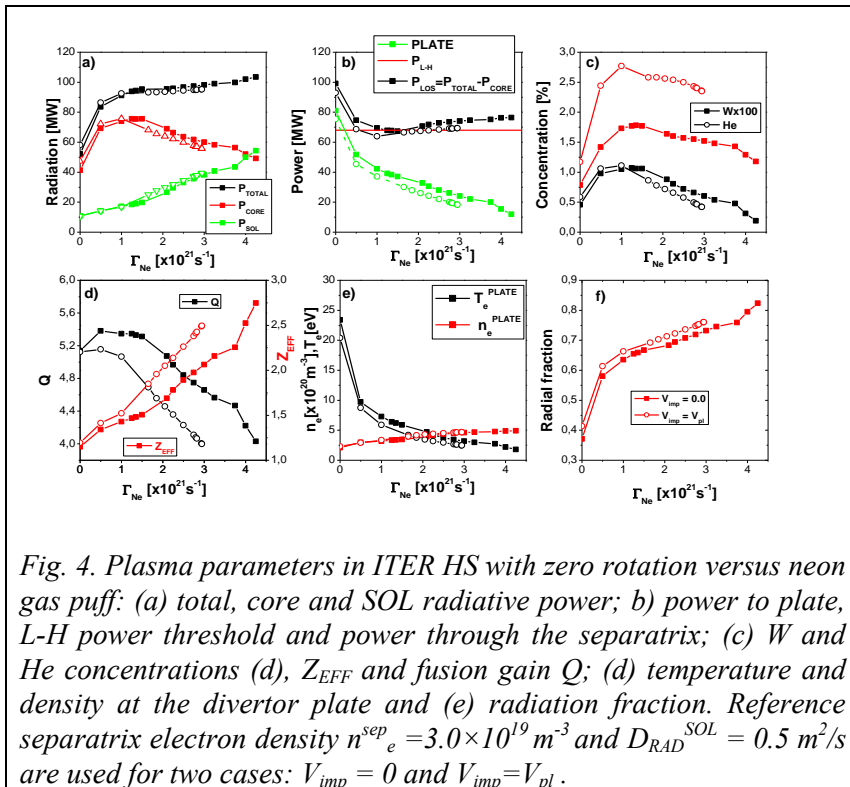 a)
120
100
80
60
40
20
0
Radiation [MW]
P_TOTAL
P_CORE
P_SOL
0 1 2 3 4
Γ_Ne [x10^21s^-1]
b)
120
100
80
60
40
20
0
Power [MW]
PLATE
P_L-H
P_LOS=P_TOTAL-P_CORE
0 1 2 3 4
Γ_Ne [x10^21s^-1]
c)
3,0
2,5
2,0
1,5
1,0
0,5
0,0
Concentration [%]
Wx100
He
0 1 2 3 4
Γ_Ne [x10^21s^-1]
d)
6,0
5,6
5,2
4,8
4,4
4,0
Q
Q
Z_EFF
3,0
2,5
2,0
1,5
1,0
Z_EFF
0 1 2 3 4
Γ_Ne [x10^21s^-1]
e)
30
25
20
15
10
5
0
n_e[x10^20m^-3],T_e[eV]
T_e^PLATE
n_e^PLATE
0 1 2 3 4
Γ_Ne [x10^21s^-1]
f)
0,9
0,8
0,7
0,6
0,5
0,4
0,3
Radial fraction
V_imp = 0.0
V_imp = V_pl
0 1 2 3 4
Γ_Ne [x10^21s^-1]
Fig. 4. Plasma parameters in ITER HS with zero rotation versus neon
gas puff: (a) total, core and SOL radiative power; b) power to plate,
L-H power threshold and power through the separatrix; (c) W and
He concentrations (d), Z_EFF and fusion gain Q; (d) temperature and
density at the divertor plate and (e) radiation fraction. Reference
separatrix electron density n^sep_e =3.0×10^19 m^-3 and D_RAD^SOL = 0.5 m^2/s
are used for two cases: V_imp = 0 and V_imp=V_pl .